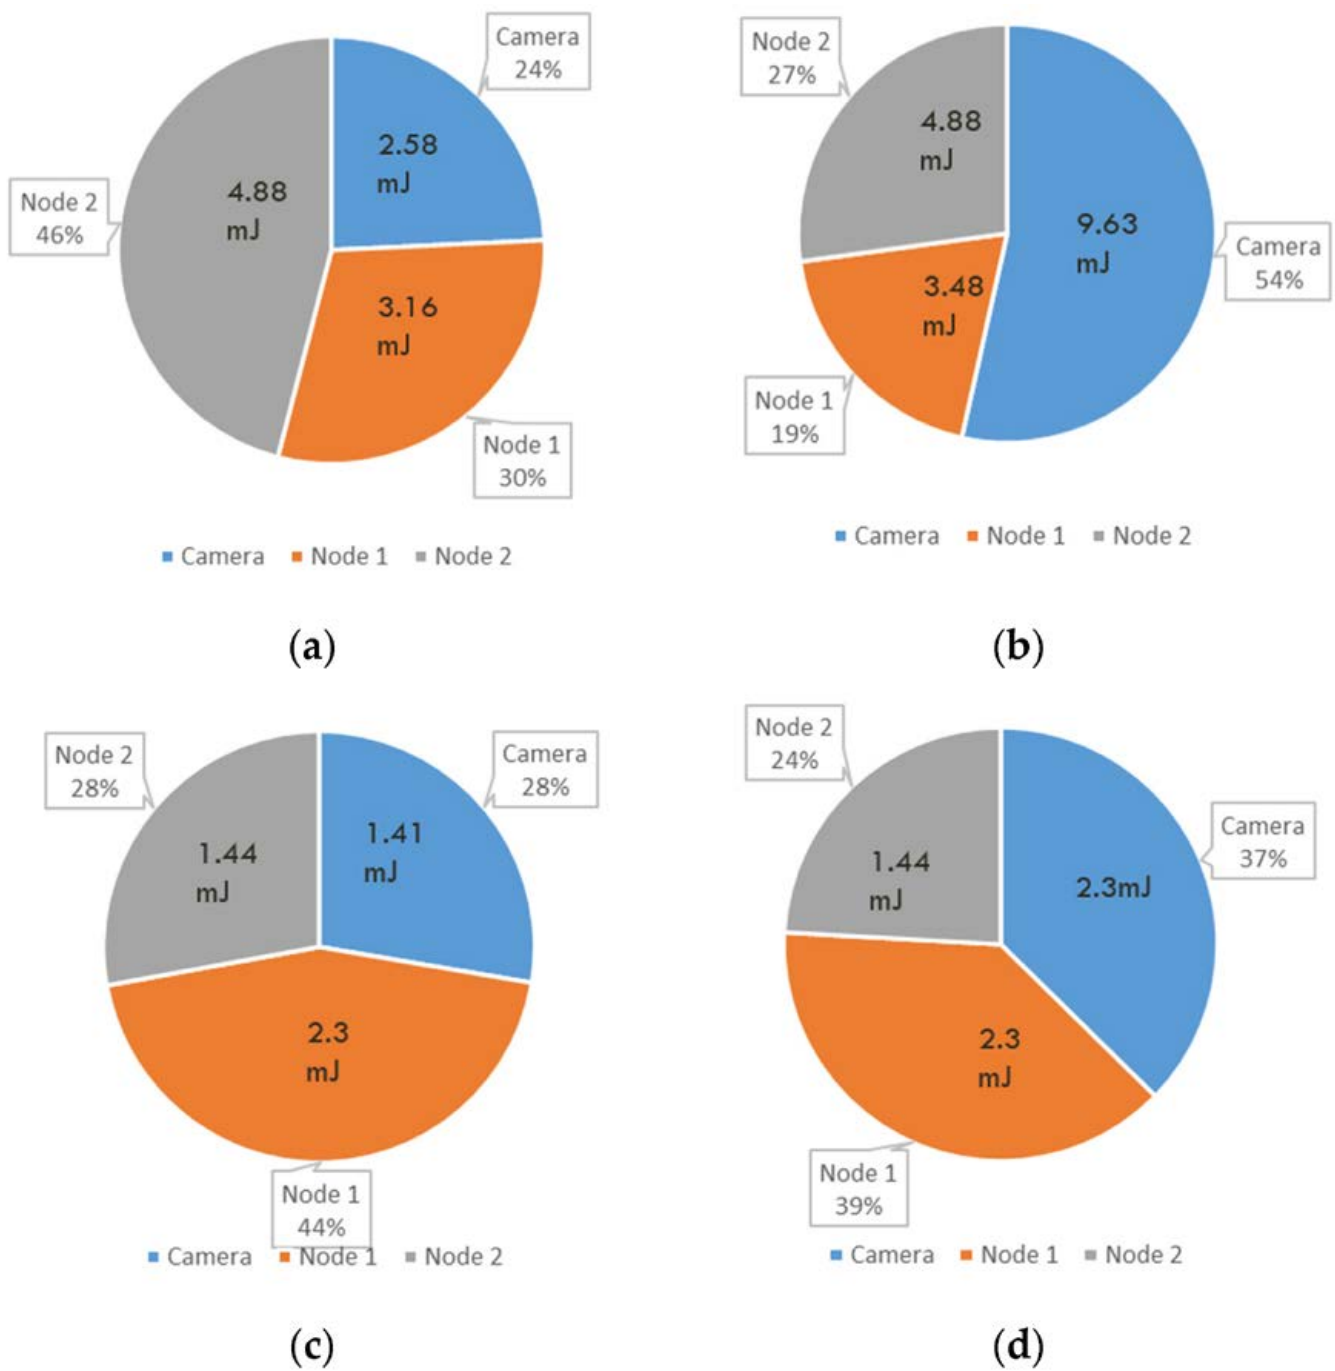 Camera
24%
2.58
mJ
Node 2
46%
4.88
mJ
3.16
mJ
Node 1
30%
Camera Node 1 Node 2
(a)
Node 2
27%
4.88
mJ
9.63
mJ
Camera
54%
3.48
mJ
Node 1
19%
Camera Node 1 Node 2
(b)
Node 2
28%
Camera
28%
1.44
mJ
1.41
mJ
2.3
mJ
Node 1
44%
Camera Node 1 Node 2
(c)
Node 2
24%
Camera
37%
1.44
mJ
2.3mJ
2.3
mJ
Node 1
39%
Camera Node 1 Node 2
(d)